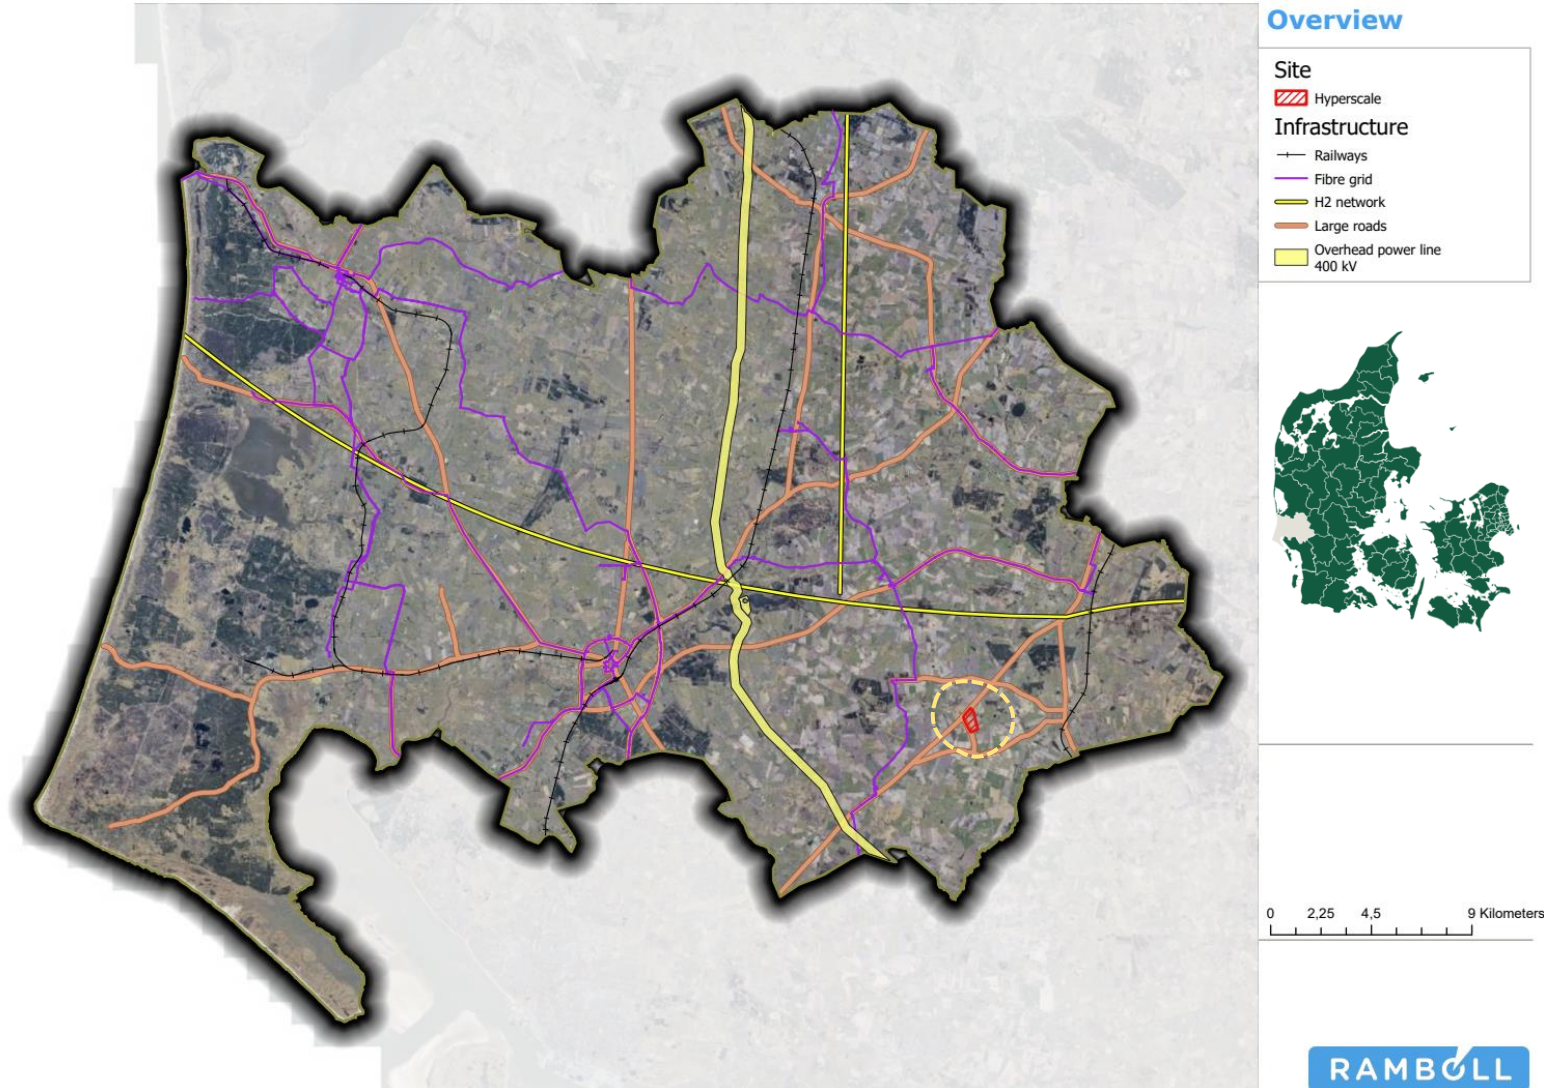 Overview
Site
Hyperscale
Infrastructure
Railways
Fibre grid
H2 network
Large roads
Overhead power line
400 kV
0 2,25 4,5 9 Kilometers
RAMBOLL